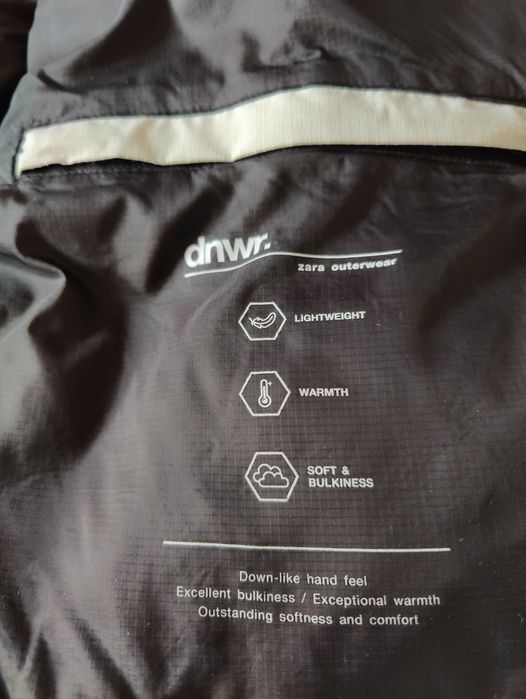 dnwr.
zara outerwear
LIGHTWEIGHT
WARMTH
SOFT &
BULKINESS
Down-like hand feel
Excellent bulkiness / Exceptional warmth
Outstanding softness and comfort